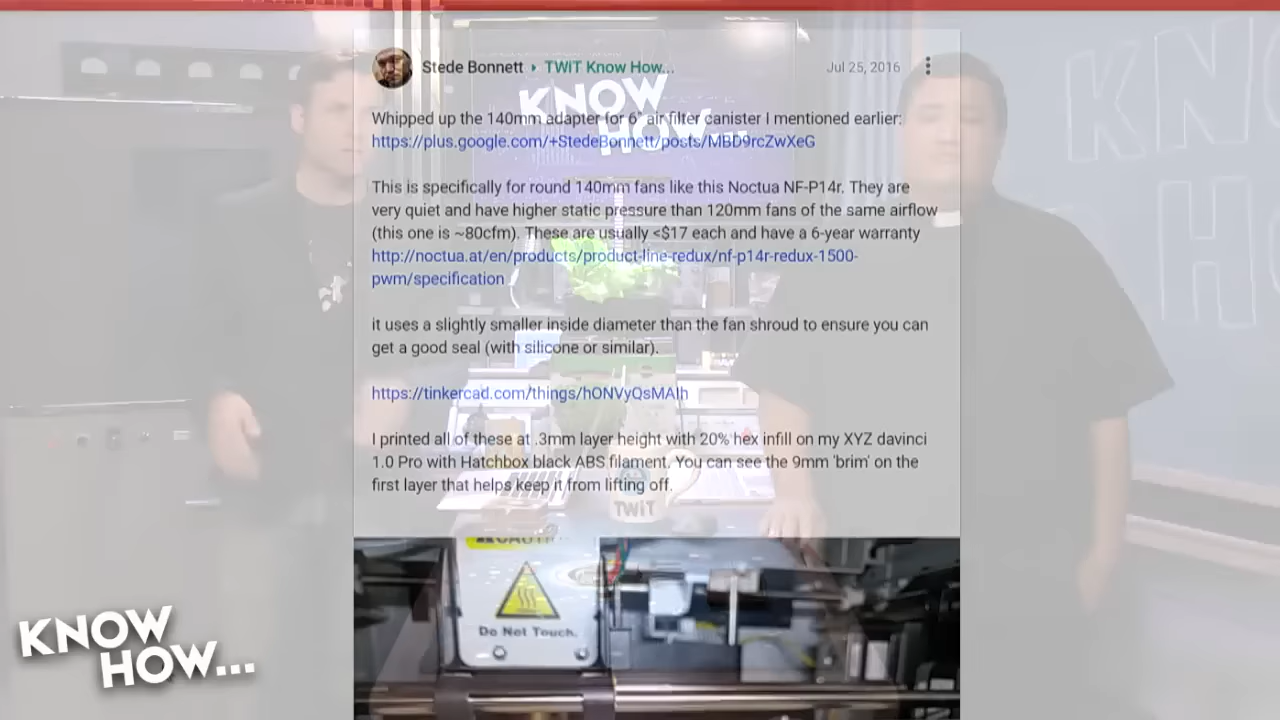 Stede Bonnett ▸ TWiT Know How... Jul 25, 2016
KNOW
HOW...
Whipped up the 140mm adapter for 6" air filter canister I mentioned earlier:
https://plus.google.com/+StedeBonnett/posts/MBD9rcZwXeG
This is specifically for round 140mm fans like this Noctua NF-P14r. They are
very quiet and have higher static pressure than 120mm fans of the same airflow
(this one is ~80cfm). These are usually <$17 each and have a 6-year warranty
http://noctua.at/en/products/product-line-redux/nf-p14r-redux-1500-
pwm/specification
it uses a slightly smaller inside diameter than the fan shroud to ensure you can
get a good seal (with silicone or similar).
https://tinkercad.com/things/hONVyQsMAIh
I printed all of these at .3mm layer height with 20% hex infill on my XYZ davinci
1.0 Pro with Hatchbox black ABS filament. You can see the 9mm 'brim' on the
first layer that helps keep it from lifting off.
TWiT
CAUTION
Do Not Touch.
KNOW
HOW...